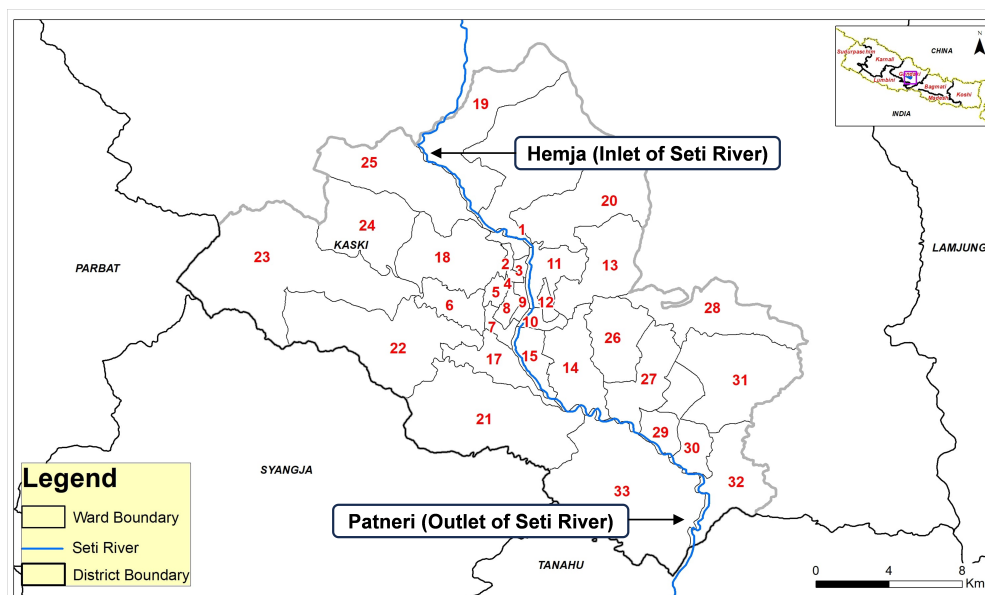 N
CHINA
Sudurpaschim
Karnali
Gandaki
Lumbini
Bagmati
Madesh
Koshi
INDIA
19
Hemja (Inlet of Seti River)
25
20
24
1
KASKI
LAMJUNG
23
18
2
11
13
PARBAT
3
4
5
6
9
12
8
28
10
7
26
22
15
17
14
27
31
21
29
30
SYANGJA
32
33
Patneri (Outlet of Seti River)
TANAHU
Legend
Ward Boundary
Seti River
District Boundary
0 4 8
Km